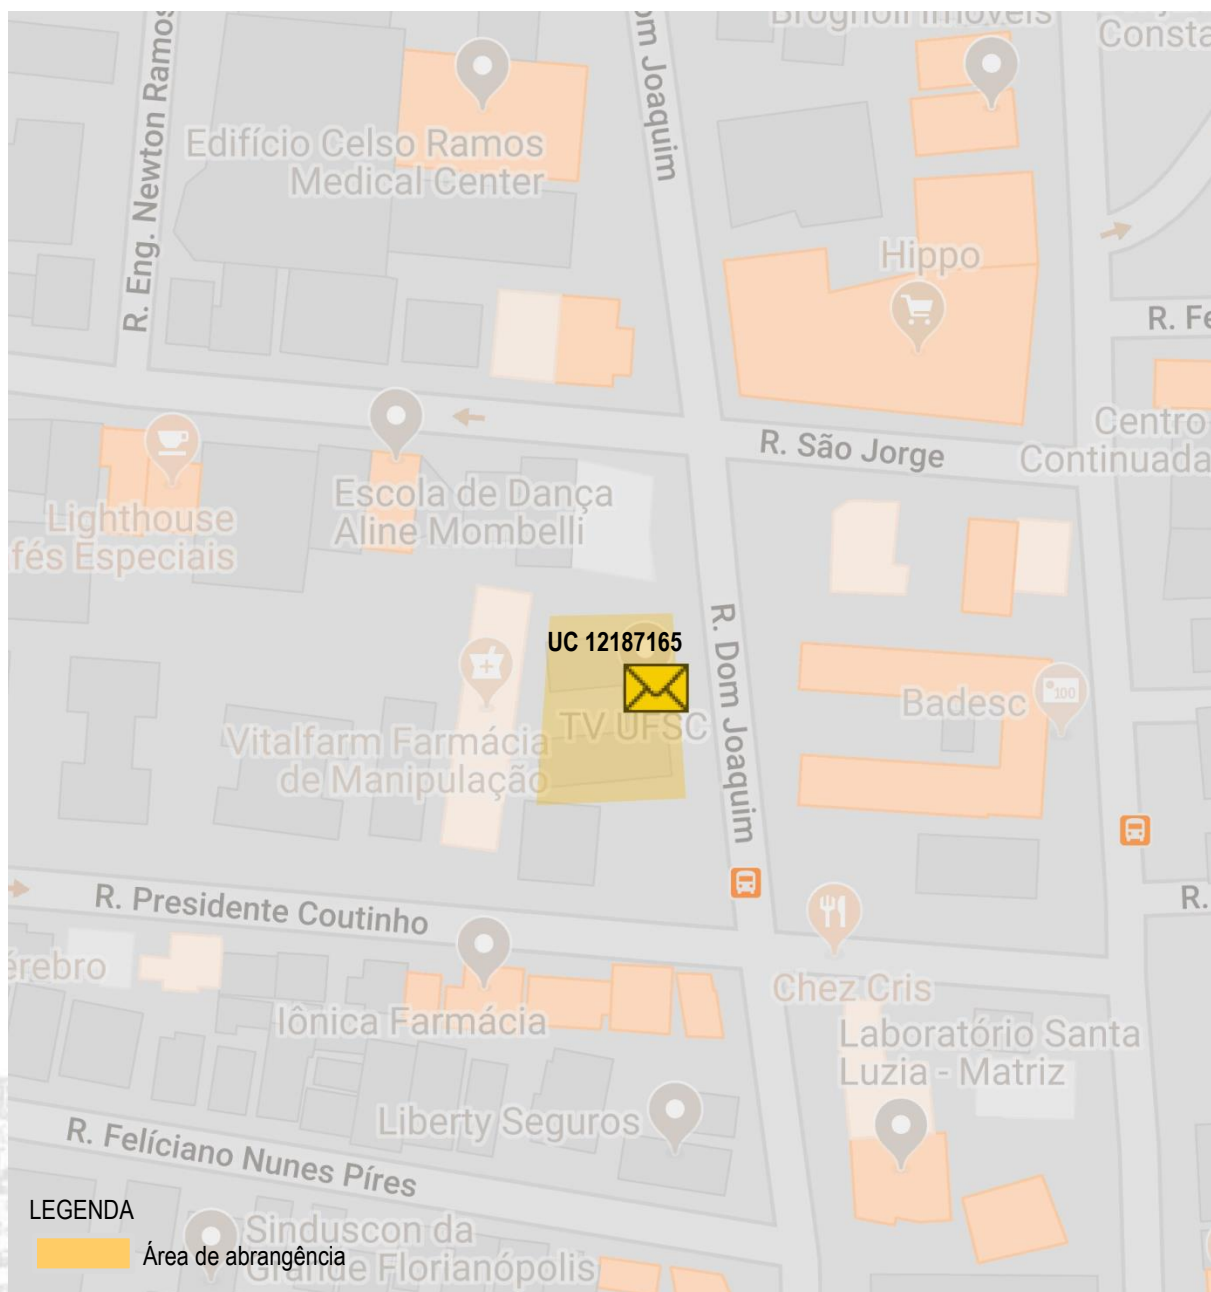 Brognoli Imóveis
Consta
R. Eng. Newton Ramos
om Joaquim
Edifício Celso Ramos
Medical Center
Hippo
R. Fe
R. São Jorge
Centro
Continuada
Escola de Dança
Aline Mombelli
Lighthouse
fés Especiais
UC 12187165
R. Dom Joaquim
TV UFSC
Badesc
100
Vitalfarm Farmácia
de Manipulação
R. Presidente Coutinho
R.
érebro
Chez Cris
Iônica Farmácia
Laboratório Santa
Luzia - Matriz
Liberty Seguros
R. Felíciano Nunes Píres
LEGENDA
Sinduscon da
Área de abrangência
Grande Florianópolis